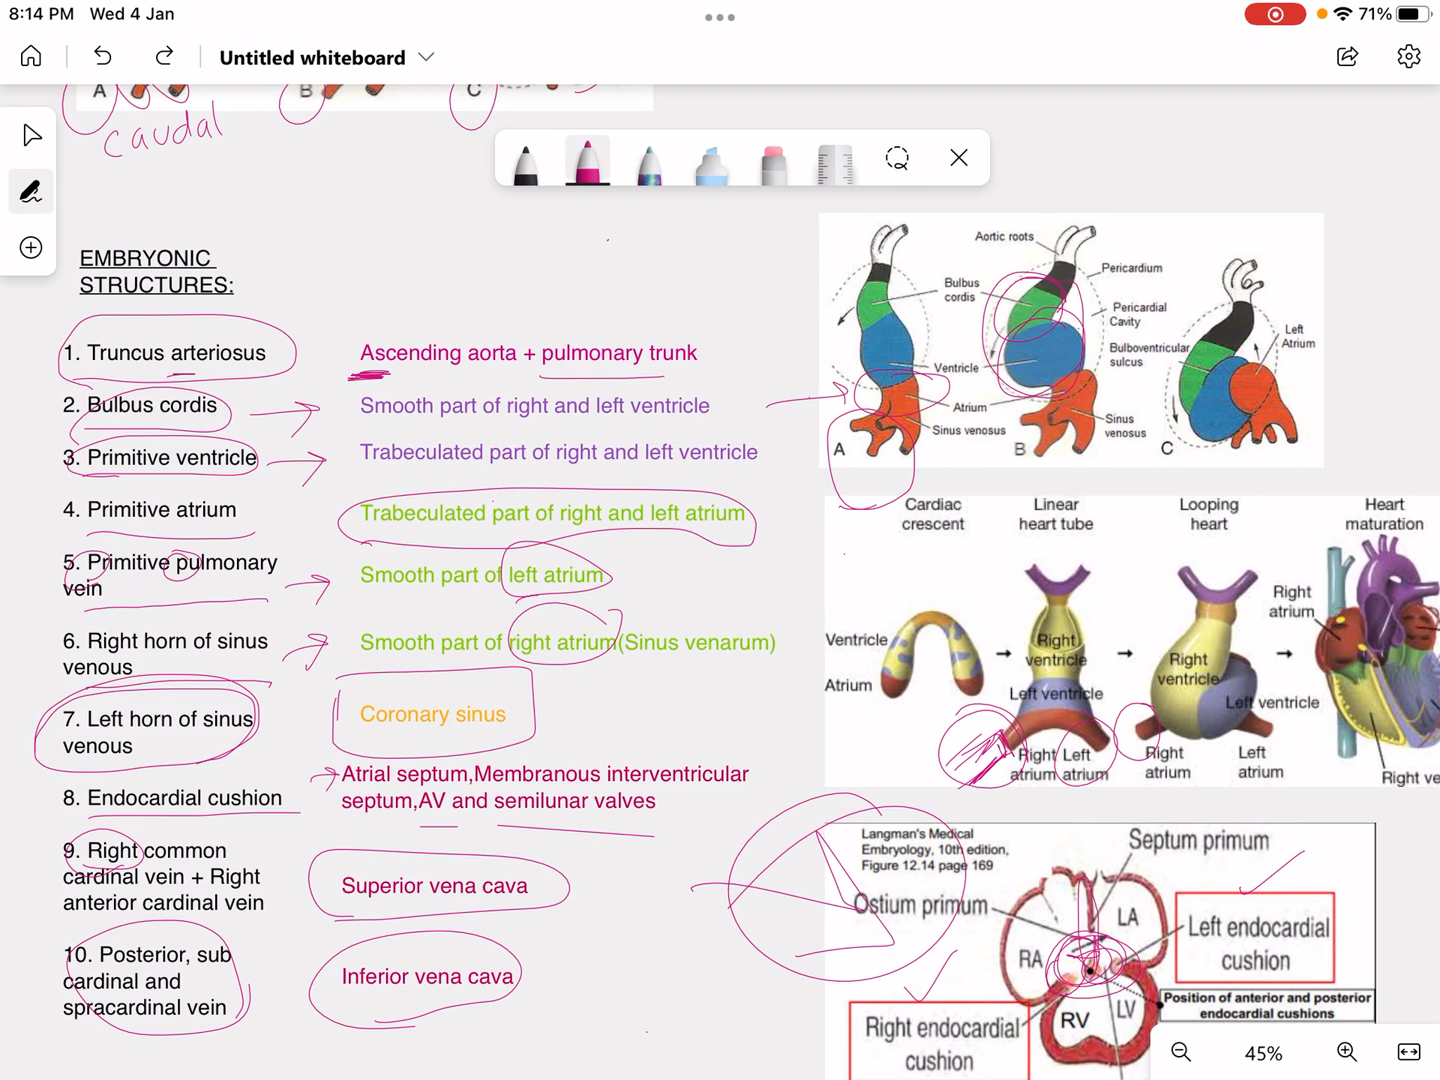 8:14 PM Wed 4 Jan
71%
Untitled whiteboard
A
B
C
caudal
EMBRYONIC
STRUCTURES:
1. Truncus arteriosus
Ascending aorta + pulmonary trunk
2. Bulbus cordis
Smooth part of right and left ventricle
3. Primitive ventricle
Trabeculated part of right and left ventricle
4. Primitive atrium
Trabeculated part of right and left atrium
5. Primitive pulmonary
vein
Smooth part of left atrium
6. Right horn of sinus
venous
Smooth part of right atrium(Sinus venarum)
7. Left horn of sinus
venous
Coronary sinus
8. Endocardial cushion
Atrial septum,Membranous interventricular
septum,AV and semilunar valves
9. Right common
cardinal vein + Right
anterior cardinal vein
Superior vena cava
10. Posterior, sub
cardinal and
spracardinal vein
Inferior vena cava
Aortic roots
Pericardium
Bulbus
cordis
Pericardial
Cavity
Left
Atrium
Bulboventricular
sulcus
Ventricle
Atrium
Sinus venosus
Sinus
venosus
A
B
C
Cardiac
crescent
Linear
heart tube
Looping
heart
Heart
maturation
Right
atrium
Ventricle
Right
ventricle
Right
ventricle
Atrium
Left ventricle
Left ventricle
Right
atrium
Left
atrium
Right
atrium
Left
atrium
Right ve
Langman's Medical
Embryology, 10th edition,
Figure 12.14 page 169
Septum primum
Ostium primum
LA
RA
Left endocardial
cushion
Position of anterior and posterior
endocardial cushions
RV
LV
Right endocardial
cushion
45%